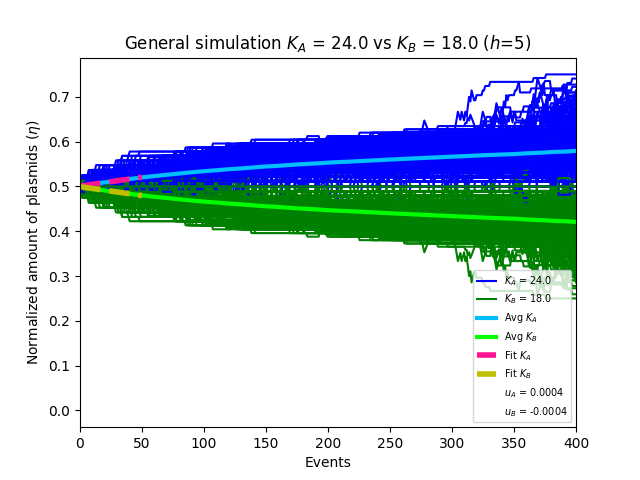 General simulation K_A = 24.0 vs K_B = 18.0 (h=5)
Normalized amount of plasmids (η)
0.7
0.6
0.5
0.4
0.3
0.2
0.1
0.0
K_A = 24.0
K_B = 18.0
Avg K_A
Avg K_B
Fit K_A
Fit K_B
u_A = 0.0004
u_B = -0.0004
0 50 100 150 200 250 300 350 400
Events